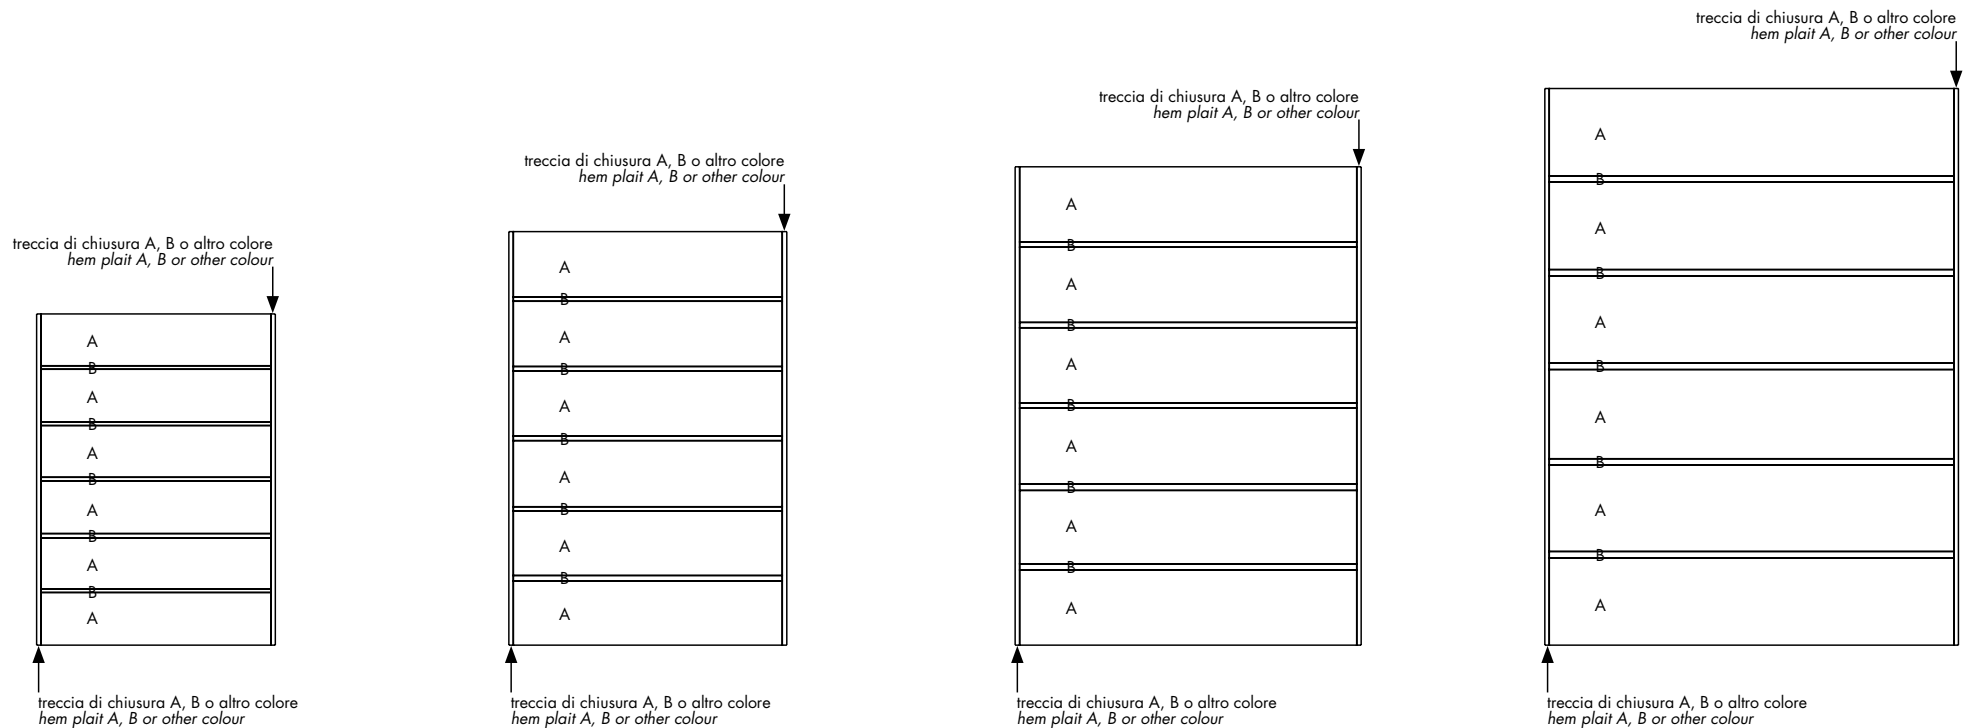 treccia di chiusura A, B o altro colore
hem plait A, B or other colour
A
B
A
B
A
B
A
B
A
B
A
treccia di chiusura A, B o altro colore
hem plait A, B or other colour
treccia di chiusura A, B o altro colore
hem plait A, B or other colour
A
B
A
B
A
B
A
B
A
B
A
treccia di chiusura A, B o altro colore
hem plait A, B or other colour
treccia di chiusura A, B o altro colore
hem plait A, B or other colour
A
B
A
B
A
B
A
B
A
B
A
treccia di chiusura A, B o altro colore
hem plait A, B or other colour
treccia di chiusura A, B o altro colore
hem plait A, B or other colour
A
B
A
B
A
B
A
B
A
B
A
treccia di chiusura A, B o altro colore
hem plait A, B or other colour